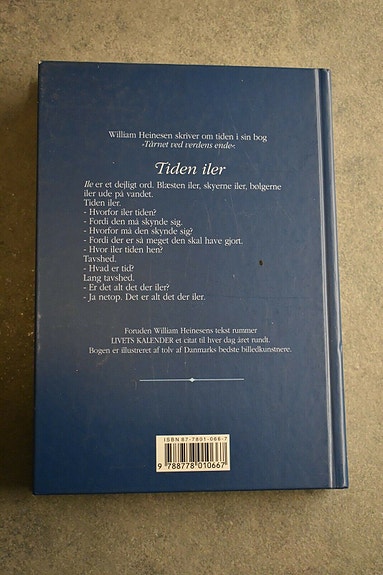 William Heinesen skriver om tiden i sin bog
»Tårnet ved verdens ende«:
Tiden iler
Ile er et dejligt ord. Blæsten iler, skyerne iler, bølgerne
iler ude på vandet.
Tiden iler.
- Hvorfor iler tiden?
- Fordi den må skynde sig.
- Hvorfor må den skynde sig?
- Fordi der er så meget den skal have gjort.
- Hvor iler tiden hen?
Tavshed.
- Hvad er tid?
Lang tavshed.
- Er det alt det der iler?
- Ja netop. Det er alt det der iler.
Foruden William Heinesens tekst rummer
LIVETS KALENDER et citat til hver dag året rundt.
Bogen er illustreret af tolv af Danmarks bedste billedkunstnere.
ISBN 87-7801-066-7
9 788778 010667